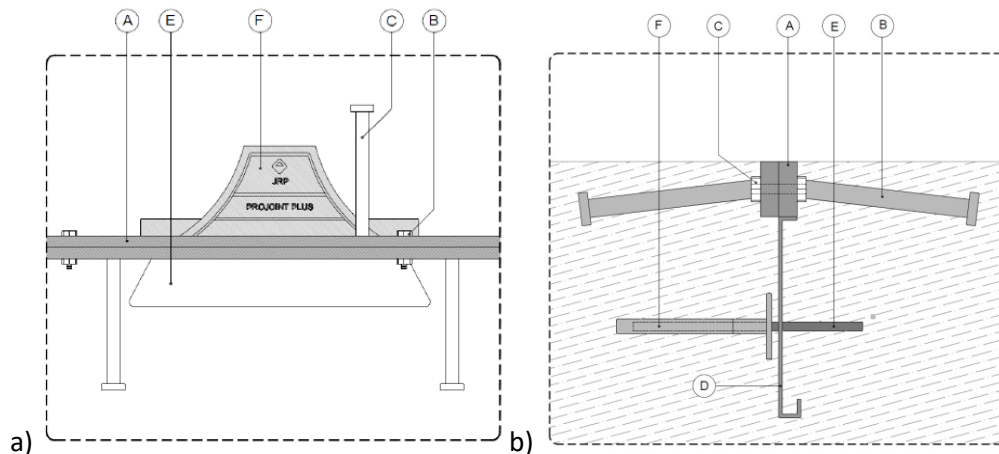 A E F C B
JRP
PROJOINT PLUS
a)
F C A E B
D
b)